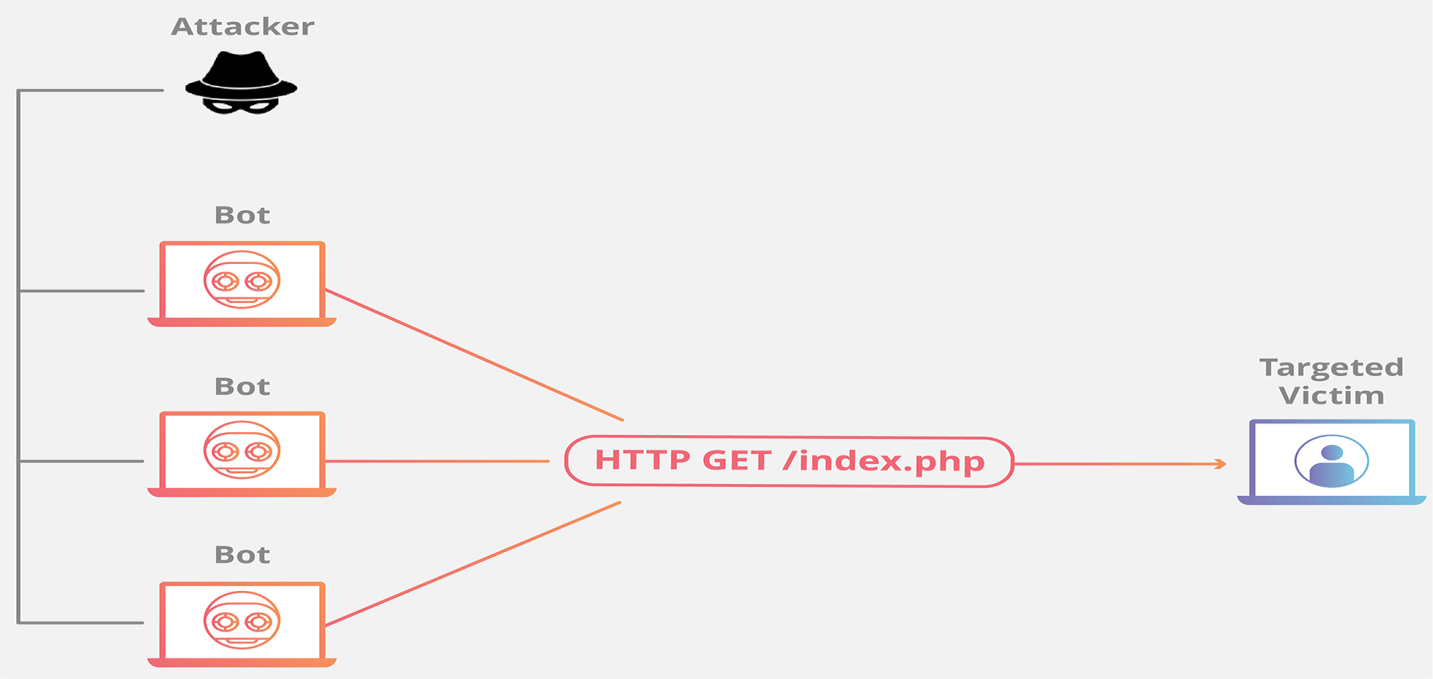 Attacker
Bot
Bot
Bot
HTTP GET /index.php
Targeted
Victim